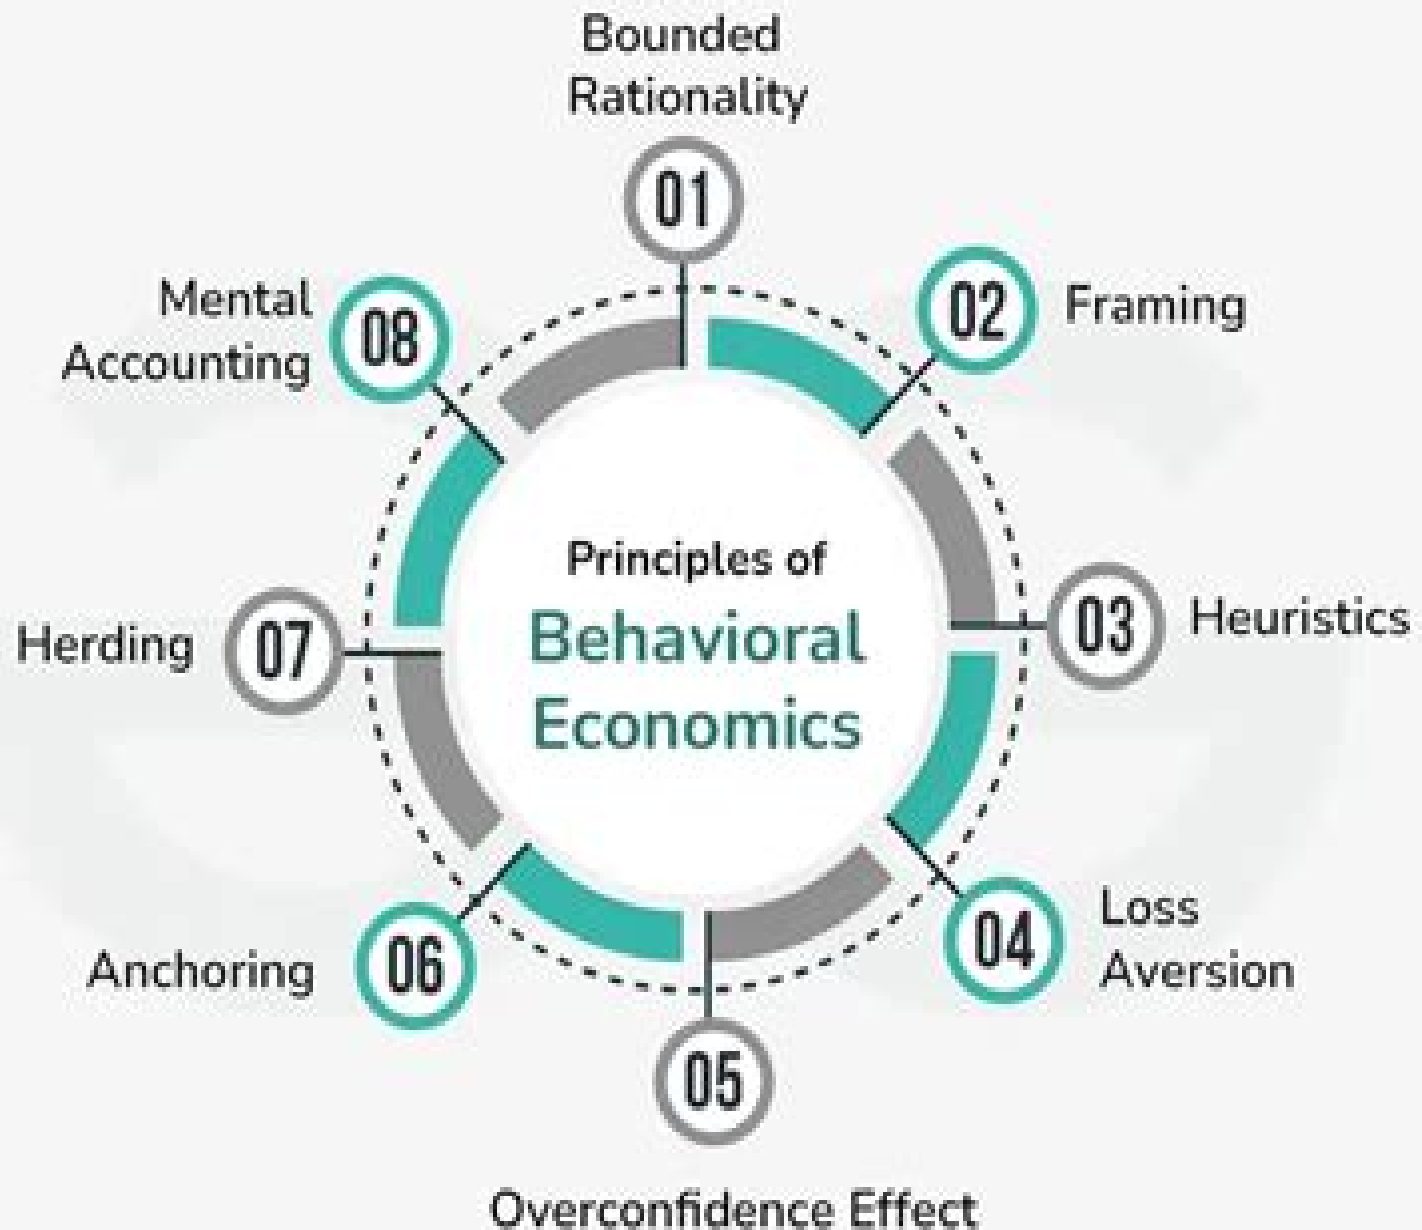 Bounded
Rationality
01
02
Framing
03
Heuristics
04
Loss
Aversion
05
Overconfidence Effect
06
Anchoring
07
Herding
08
Mental
Accounting
Principles of
Behavioral
Economics